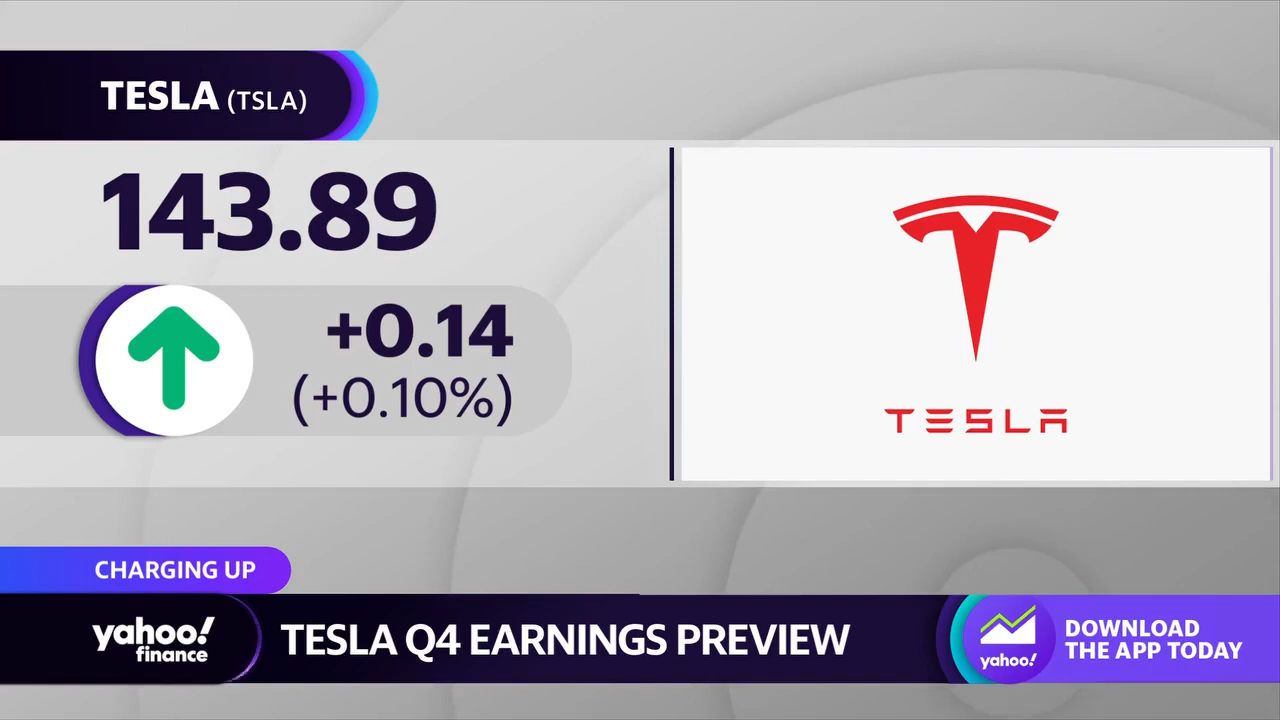 TESLA (TSLA)
143.89
+0.14
(+0.10%)
TESLA
CHARGING UP
yahoo!
finance
TESLA Q4 EARNINGS PREVIEW
yahoo!
DOWNLOAD
THE APP TODAY